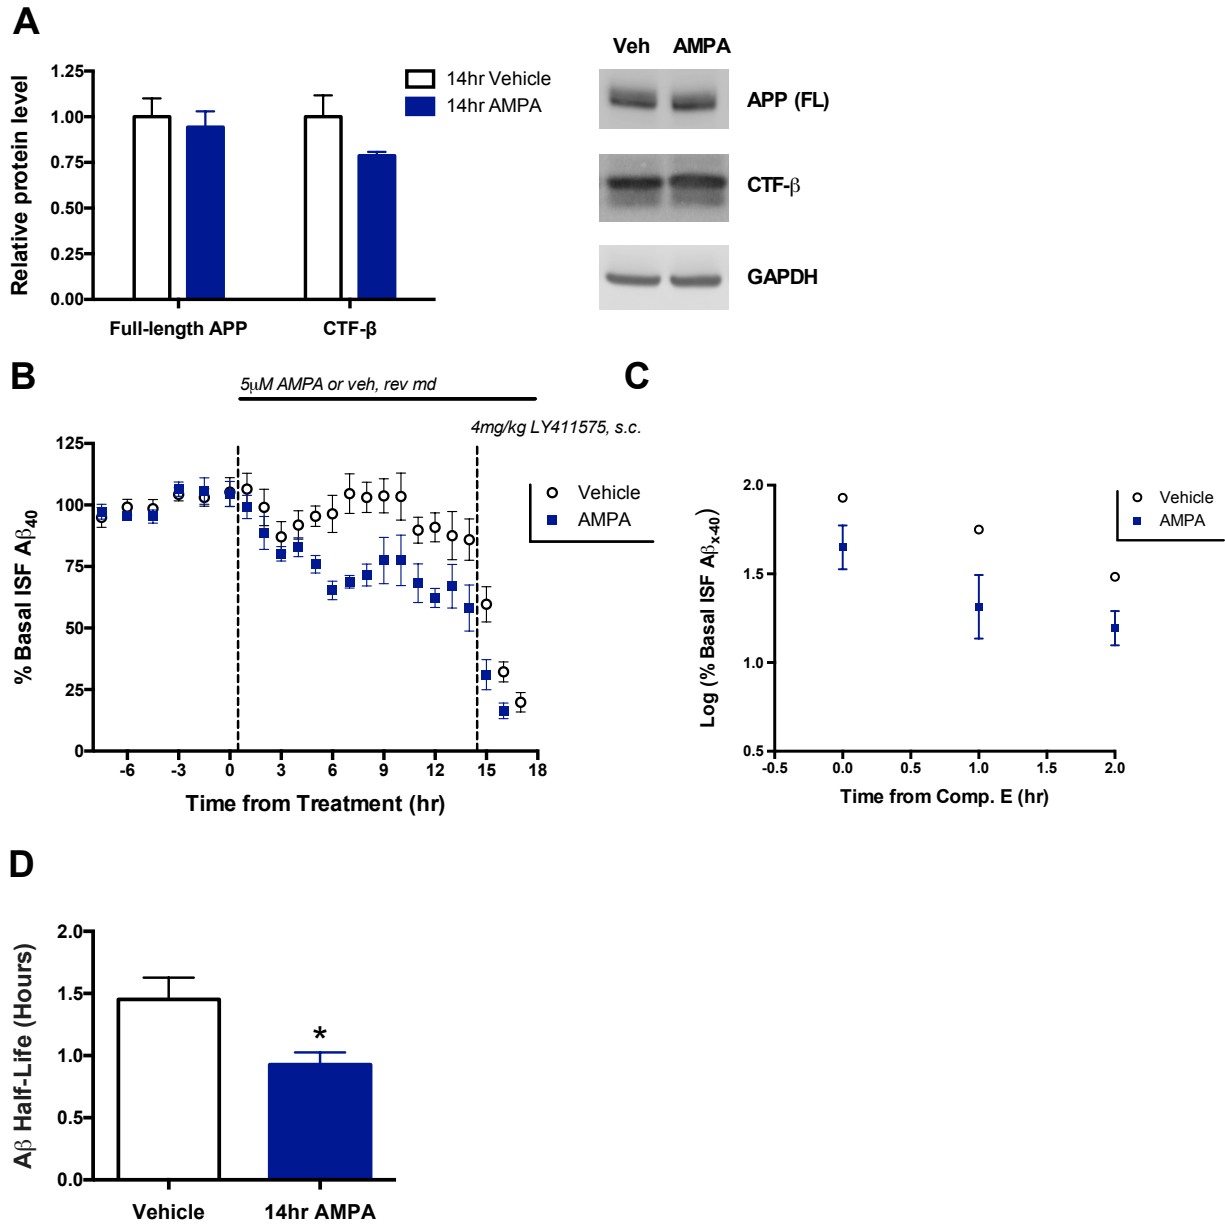 A
Relative protein level
1.25
1.00
0.75
0.50
0.25
0.00
Full-length APP
CTF-β
14hr Vehicle
14hr AMPA
Veh AMPA
APP (FL)
CTF-β
GAPDH
B
5μM AMPA or veh, rev md
4mg/kg LY411575, s.c.
% Basal ISF Aβ40
125
100
75
50
25
0
-6 -3 0 3 6 9 12 15 18
Time from Treatment (hr)
Vehicle
AMPA
C
Log (% Basal ISF Aβx-40)
2.0
1.5
1.0
0.5
-0.5 0.0 0.5 1.0 1.5 2.0
Time from Comp. E (hr)
Vehicle
AMPA
D
Aβ Half-Life (Hours)
2.0
1.5
1.0
0.5
0.0
*
Vehicle
14hr AMPA